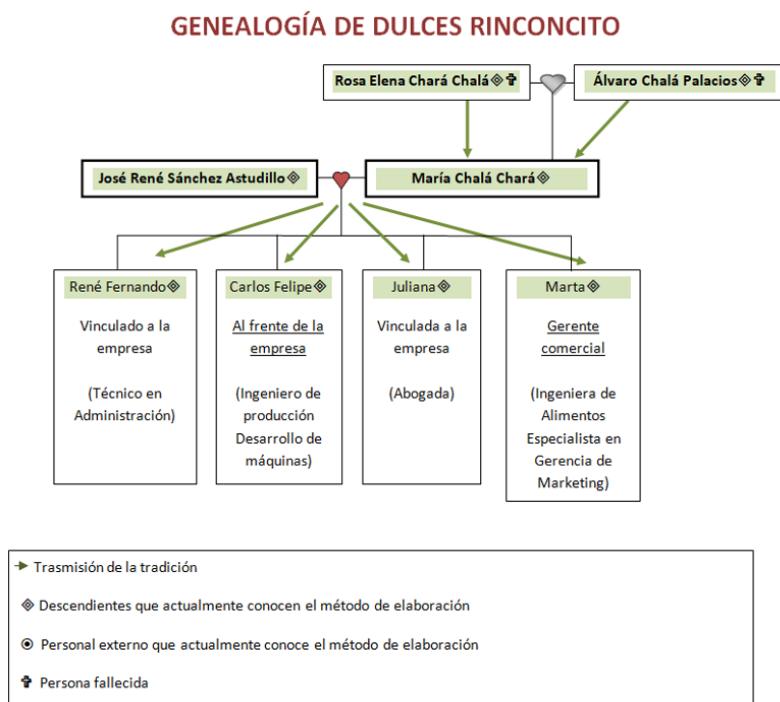 GENEALOGÍA DE DULCES RINCONCITO
Rosa Elena Chará Chalá◈✞
Álvaro Chalá Palacios◈✞
José René Sánchez Astudillo◈
María Chalá Chará◈
René Fernando◈
Vinculado a la
empresa
(Técnico en
Administración)
Carlos Felipe◈
Al frente de la
empresa
(Ingeniero de
producción
Desarrollo de
máquinas)
Juliana◈
Vinculada a la
empresa
(Abogada)
Marta◈
Gerente
comercial
(Ingeniera de
Alimentos
Especialista en
Gerencia de
Marketing)
Trasmisión de la tradición
◈ Descendientes que actualmente conocen el método de elaboración
◉ Personal externo que actualmente conoce el método de elaboración
✞ Persona fallecida